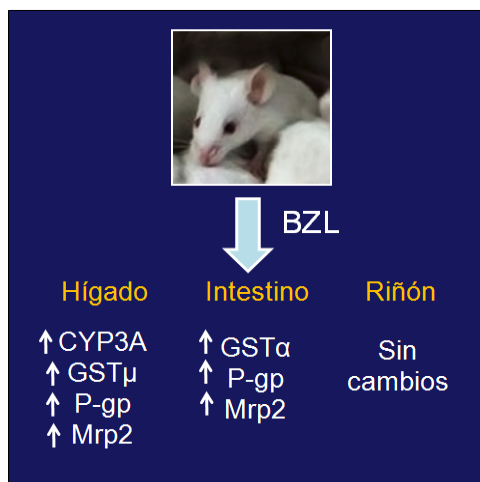 BZL
Hígado
↑ CYP3A
↑ GSTµ
↑ P-gp
↑ Mrp2
Intestino
↑ GSTα
↑ P-gp
↑ Mrp2
Riñón
Sin
cambios